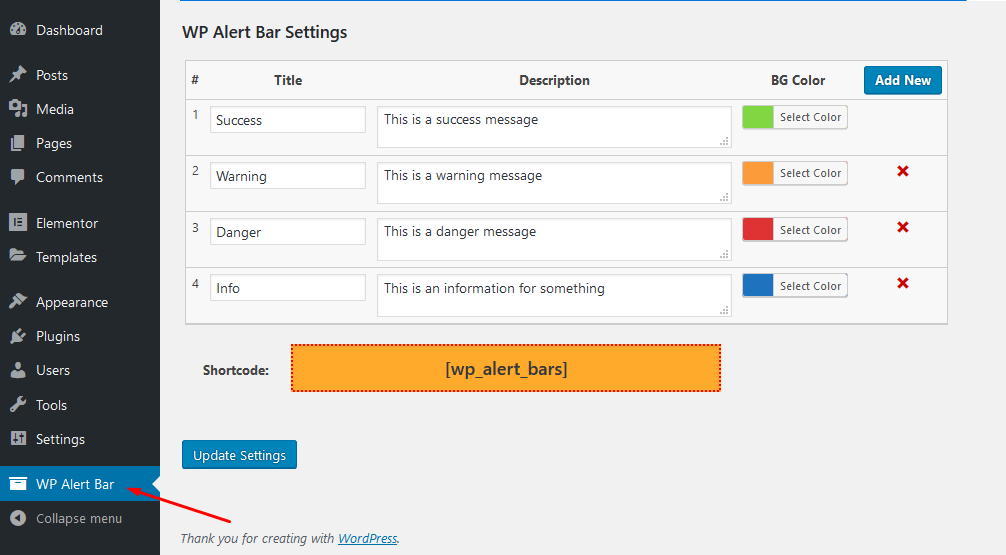 Dashboard
Posts
Media
Pages
Comments
Elementor
Templates
Appearance
Plugins
Users
Tools
Settings
WP Alert Bar
Collapse menu
WP Alert Bar Settings
# Title Description BG Color Add New
1 Success This is a success message Select Color
2 Warning This is a warning message Select Color
3 Danger This is a danger message Select Color
4 Info This is an information for something Select Color
Shortcode: [wp_alert_bars]
Update Settings
Thank you for creating with WordPress.